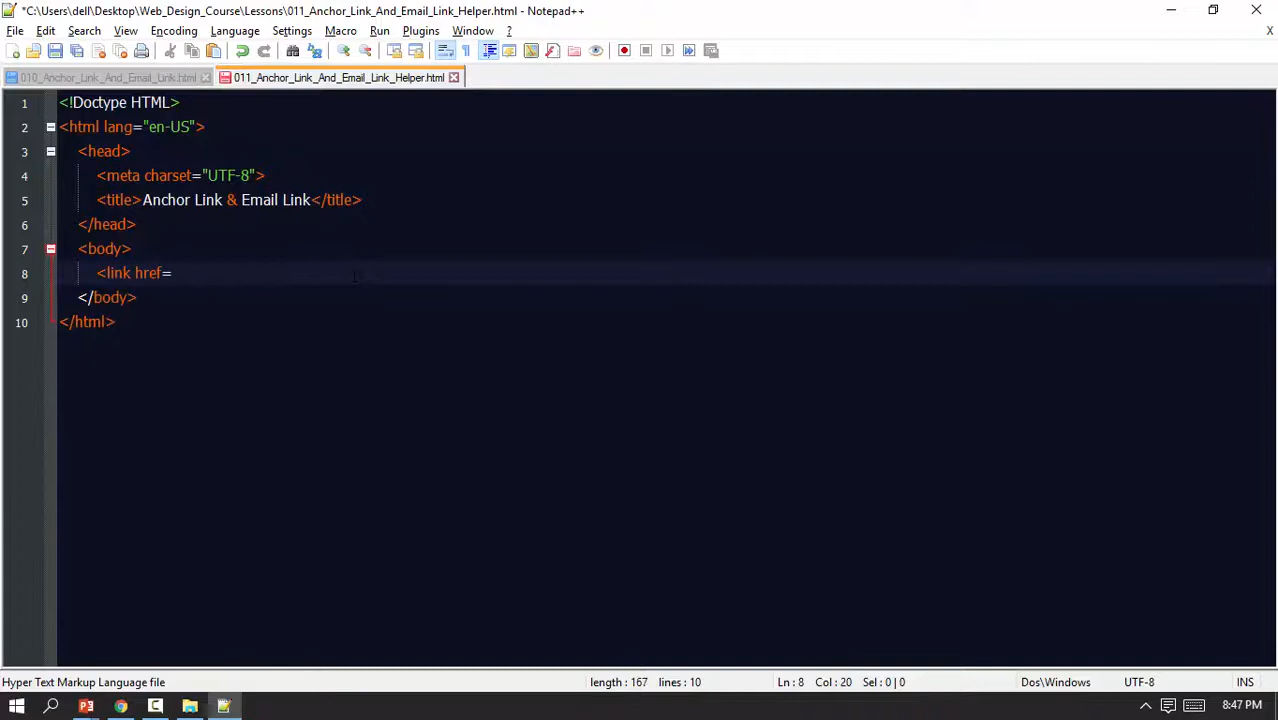 *C:\Users\dell\Desktop\Web_Design_Course\Lessons\011_Anchor_Link_And_Email_Link_Helper.html - Notepad++
File Edit Search View Encoding Language Settings Macro Run Plugins Window ? X
010_Anchor_Link_And_Email_Link.html 011_Anchor_Link_And_Email_Link_Helper.html
1 <!Doctype HTML>
2 <html lang="en-US">
3 <head>
4 <meta charset="UTF-8">
5 <title>Anchor Link & Email Link</title>
6 </head>
7 <body>
8 <link href=
9 </body>
10 </html>
Hyper Text Markup Language file length : 167 lines : 10 Ln : 8 Col : 20 Sel : 0 | 0 Dos\Windows UTF-8 INS
8:47 PM